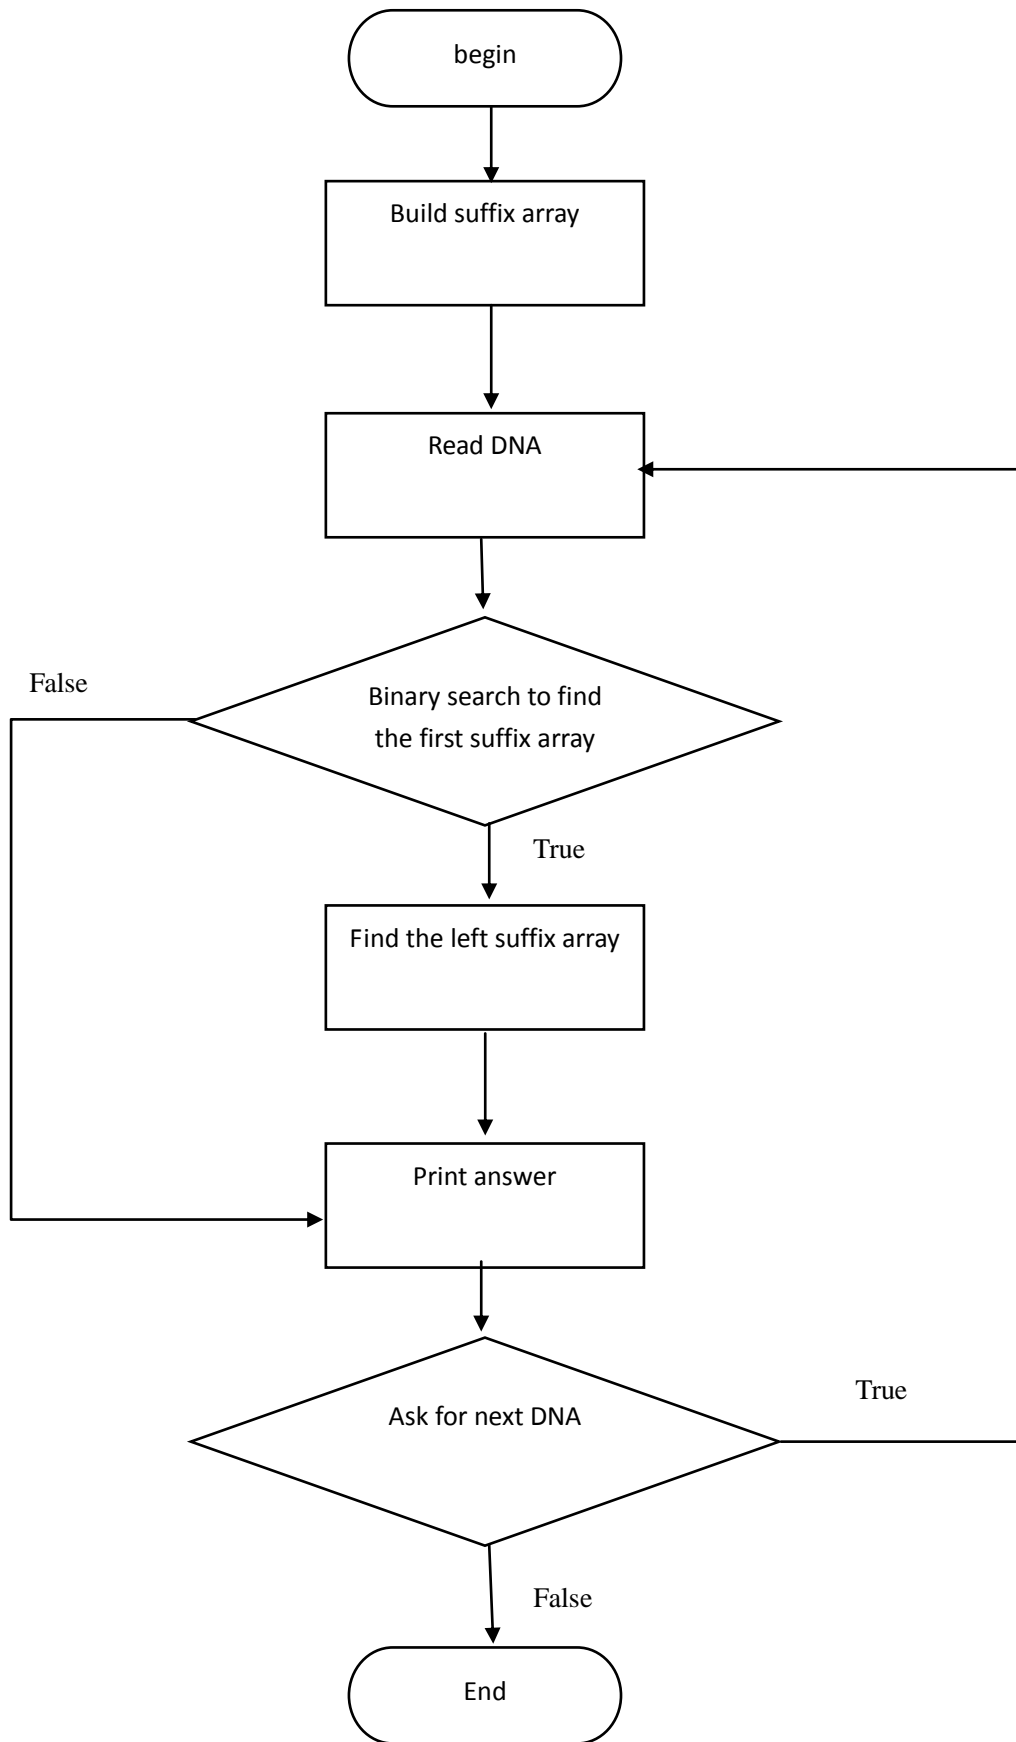 begin
Build suffix array
Read DNA
False
Binary search to find
the first suffix array
True
Find the left suffix array
Print answer
True
Ask for next DNA
False
End